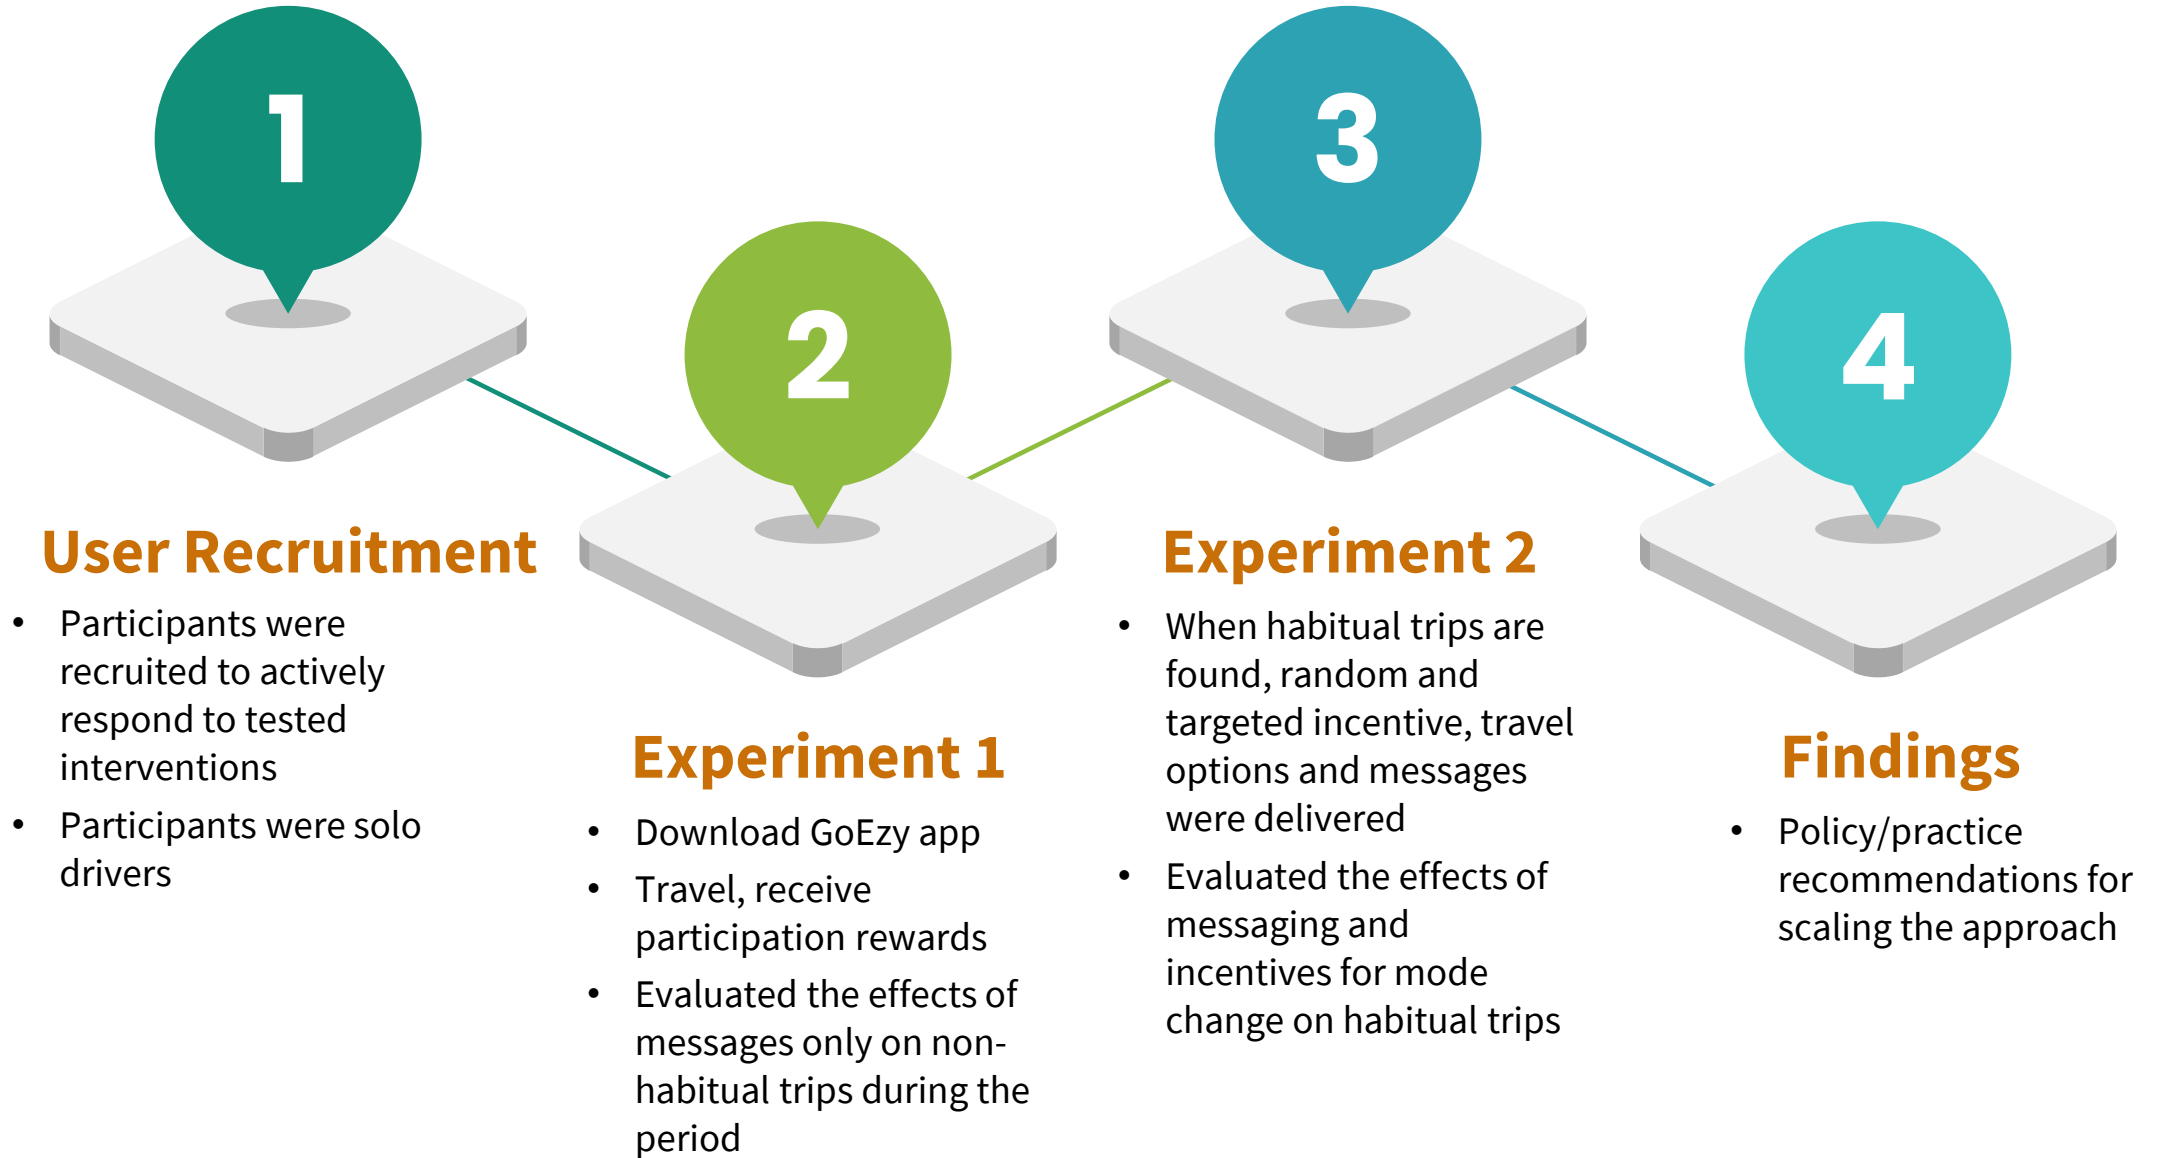 1
User Recruitment
• Participants were
recruited to actively
respond to tested
interventions
• Participants were solo
drivers
2
Experiment 1
• Download GoEzy app
• Travel, receive
participation rewards
• Evaluated the effects of
messages only on non-
habitual trips during the
period
3
Experiment 2
• When habitual trips are
found, random and
targeted incentive, travel
options and messages
were delivered
• Evaluated the effects of
messaging and
incentives for mode
change on habitual trips
4
Findings
• Policy/practice
recommendations for
scaling the approach